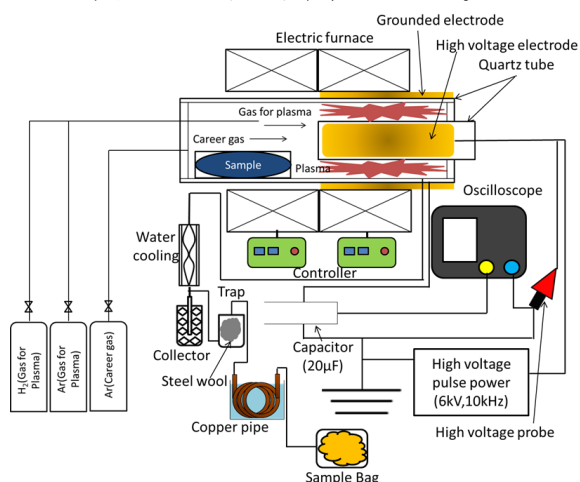 Grounded electrode
Electric furnace
High voltage electrode
Quartz tube
Gas for plasma
Career gas
Sample
Plasma
Oscilloscope
Water
cooling
Controller
Trap
H2(Gas for
Plasma)
Ar(Gas for
Plasma)
Ar(Career gas)
Collector
Capacitor
(20μF)
Steel wool
High voltage
pulse power
(6kV,10kHz)
Copper pipe
High voltage probe
Sample Bag